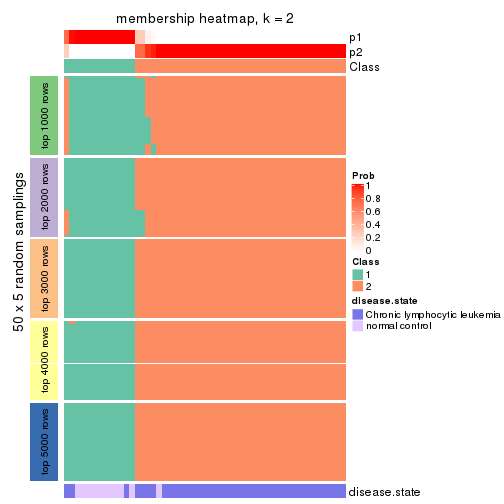 membership heatmap, k = 2
p1
p2
Class
50 x 5 random samplings
top 1000 rows
top 2000 rows
top 3000 rows
top 4000 rows
top 5000 rows
Prob
1
0.8
0.6
0.4
0.2
0
Class
1
2
disease.state
Chronic lymphocytic leukemia
normal control
disease.state